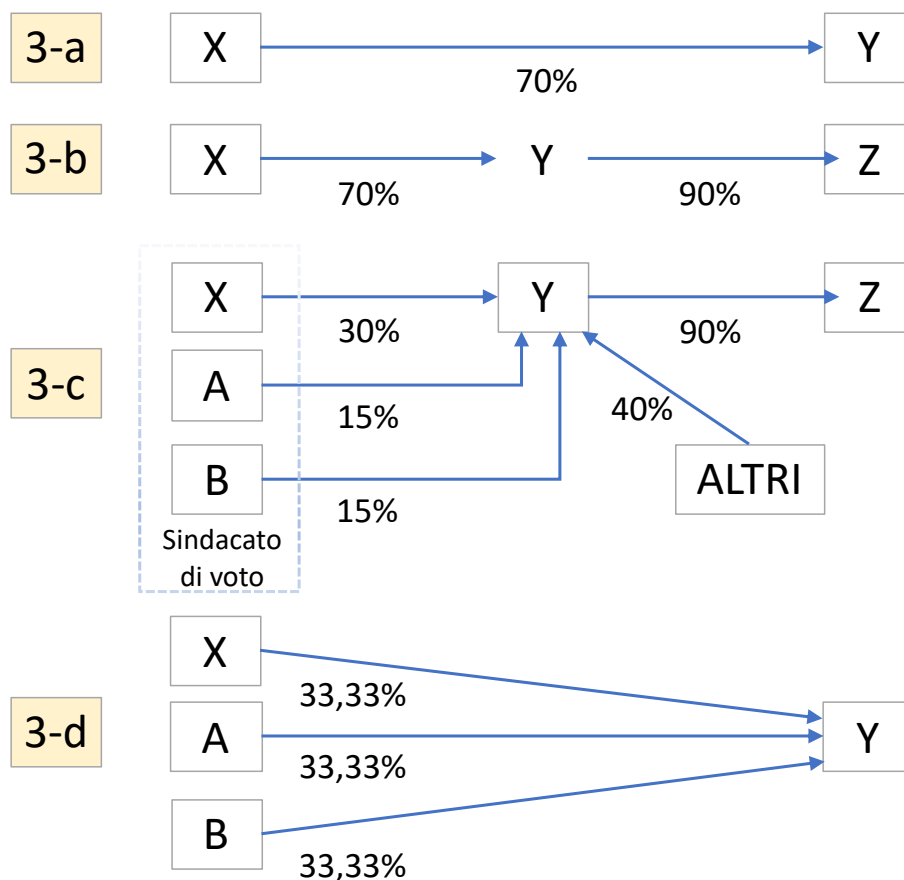 3-a X Y
70%
3-b X Y Z
70% 90%
X Y Z
30% 90%
3-c A
15% 40%
B ALTRI
15%
Sindacato
di voto
X
33,33%
3-d A Y
33,33%
B
33,33%